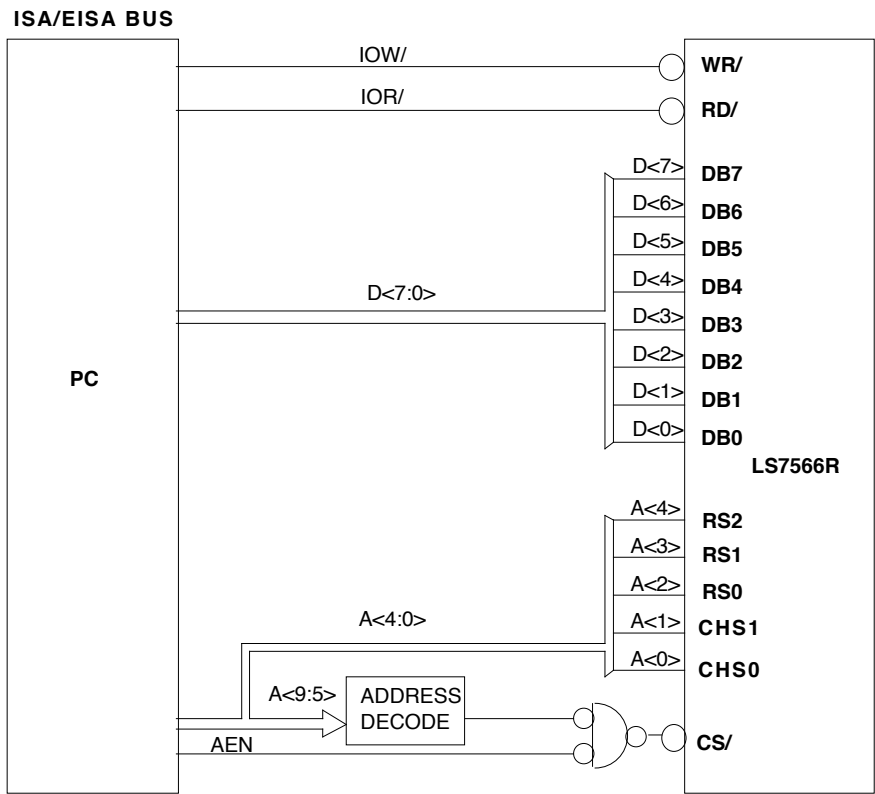 ISA/EISA BUS
IOW/
WR/
IOR/
RD/
D<7>
DB7
D<6>
DB6
D<5>
DB5
D<4>
DB4
D<7:0>
D<3>
DB3
D<2>
DB2
PC
D<1>
DB1
D<0>
DB0
LS7566R
A<4>
RS2
A<3>
RS1
A<2>
RS0
A<4:0>
A<1>
CHS1
A<0>
CHS0
A<9:5>
ADDRESS
DECODE
AEN
CS/